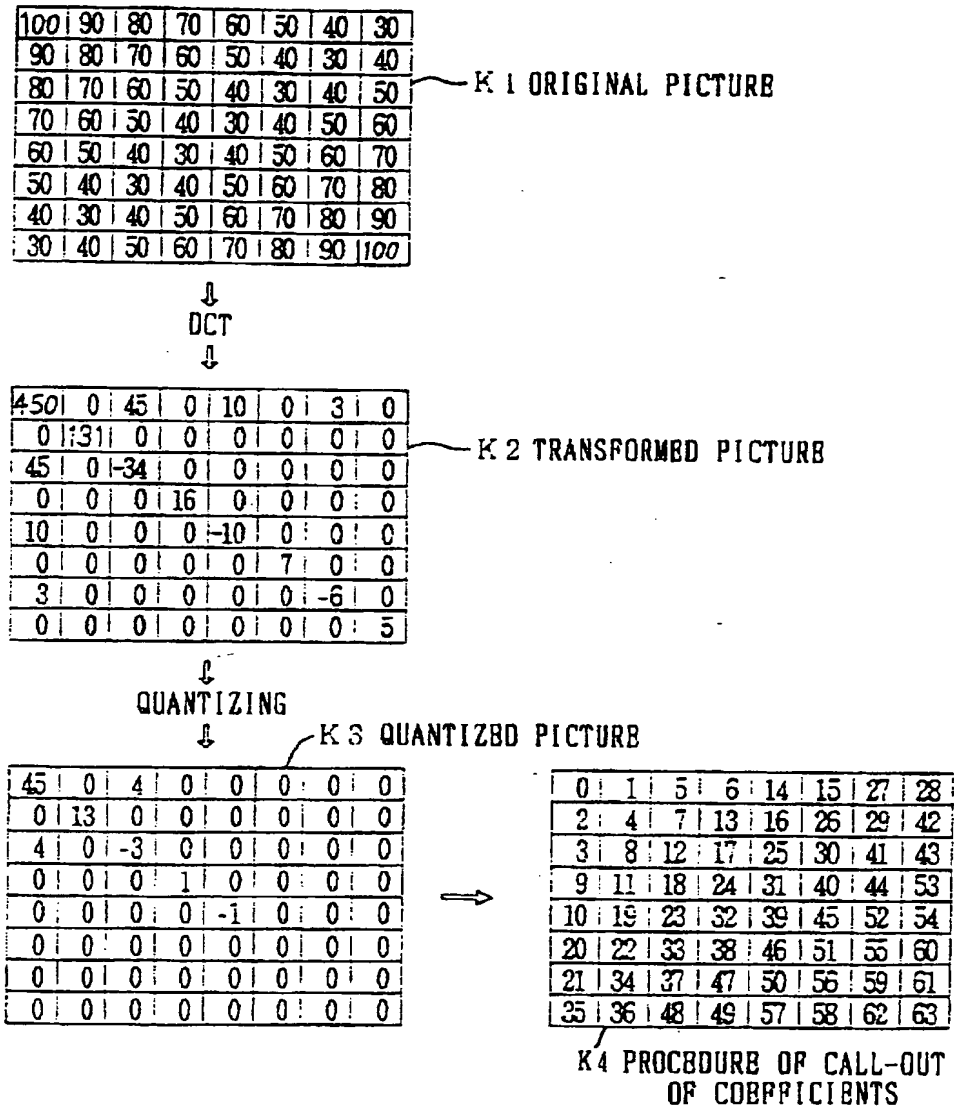 100 90 80 70 60 50 40 30
90 80 70 60 50 40 30 40
80 70 60 50 40 30 40 50
K1 ORIGINAL PICTURE
70 60 50 40 30 40 50 60
60 50 40 30 40 50 60 70
50 40 30 40 50 60 70 80
40 30 40 50 60 70 80 90
30 40 50 60 70 80 90 100
DCT
450 0 45 0 10 0 3 0
0 131 0 0 0 0 0 0
K2 TRANSFORMED PICTURE
45 0 -34 0 0 0 0 0
0 0 0 16 0 0 0 0
10 0 0 0 -10 0 0 0
0 0 0 0 0 7 0 0
3 0 0 0 0 0 -6 0
0 0 0 0 0 0 0 5
QUANTIZING
K3 QUANTIZED PICTURE
45 0 4 0 0 0 0 0
0 13 0 0 0 0 0 0
4 0 -3 0 0 0 0 0
0 0 0 1 0 0 0 0
0 0 0 0 -1 0 0 0
0 0 0 0 0 0 0 0
0 0 0 0 0 0 0 0
0 0 0 0 0 0 0 0
0 1 5 6 14 15 27 28
2 4 7 13 16 26 29 42
3 8 12 17 25 30 41 43
9 11 18 24 31 40 44 53
10 19 23 32 39 45 52 54
20 22 33 38 46 51 55 60
21 34 37 47 50 56 59 61
35 36 48 49 57 58 62 63
K4 PROCEDURE OF CALL-OUT
OF COEFFICIENTS